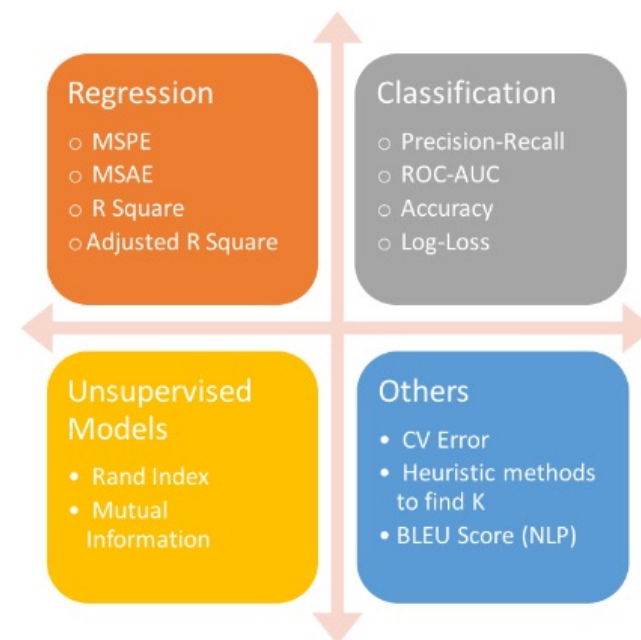 Regression
○ MSPE
○ MSAE
○ R Square
○ Adjusted R Square
Classification
○ Precision-Recall
○ ROC-AUC
○ Accuracy
○ Log-Loss
Unsupervised
Models
• Rand Index
• Mutual
Information
Others
• CV Error
• Heuristic methods
to find K
• BLEU Score (NLP)